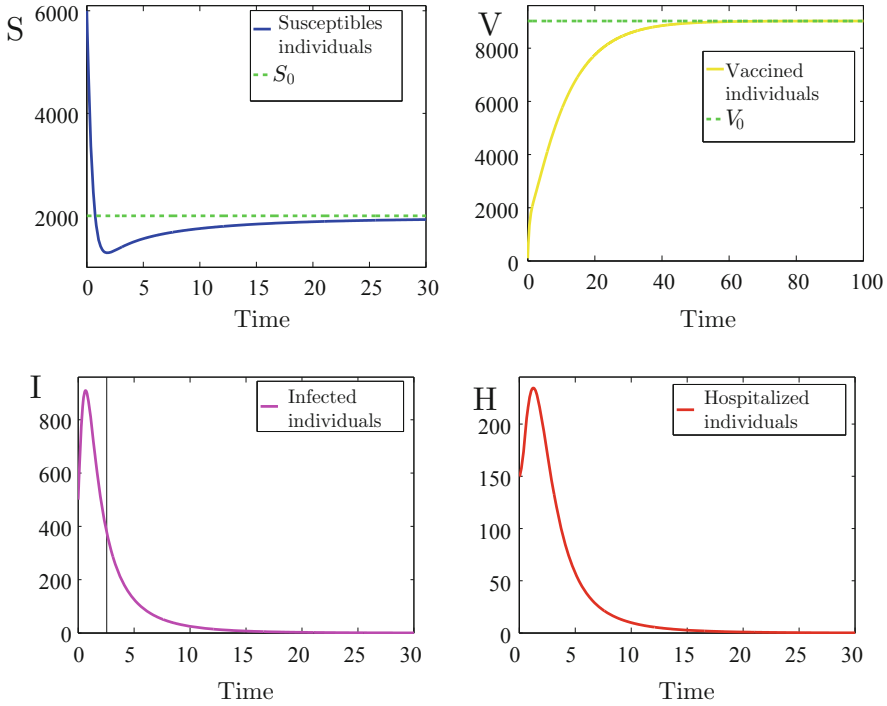 S
6000
4000
2000
0 5 10 15 20 25 30
Time
Susceptibles
individuals
S0
V
8000
6000
4000
2000
0
0 20 40 60 80 100
Time
Vaccined
individuals
V0
I
800
600
400
200
0
0 5 10 15 20 25 30
Time
Infected
individuals
H
200
150
100
50
0
0 5 10 15 20 25 30
Time
Hospitalized
individuals